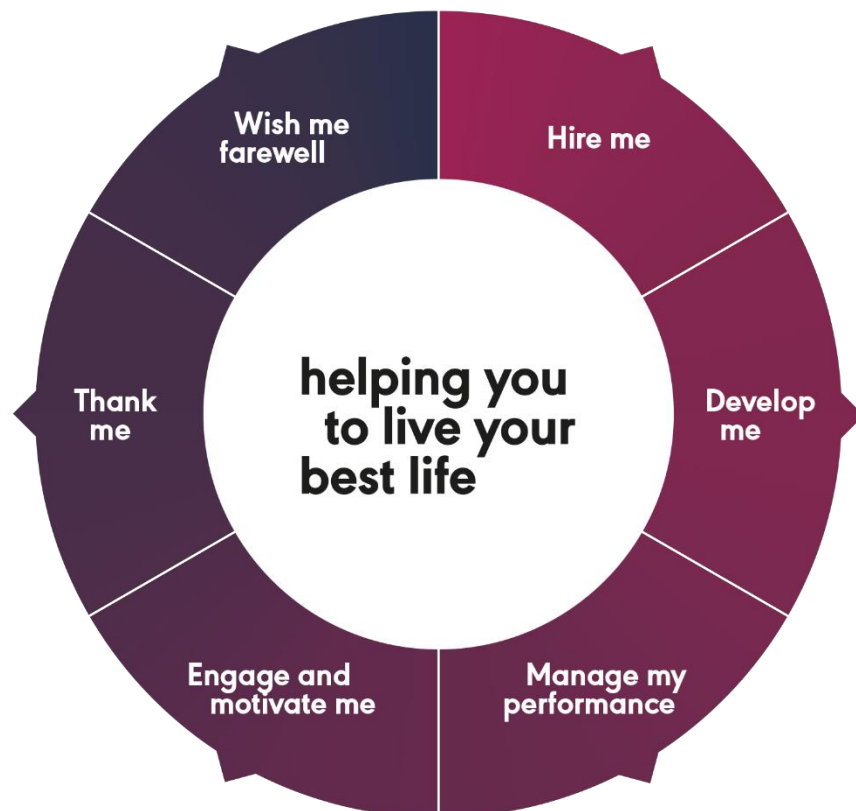 Hire me
Develop
me
Manage my
performance
Engage and
motivate me
Thank
me
Wish me
farewell
helping you
to live your
best life